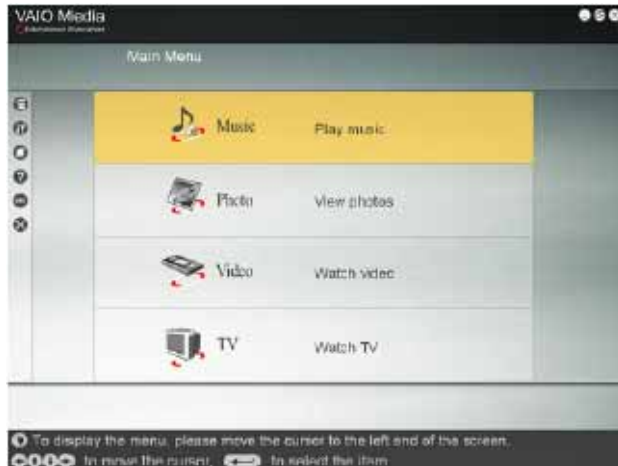 VAIO Media
Main Menu
Music Play music
Photo View photos
Video Watch video
TV Watch TV
To display the menu, please move the cursor to the left end of the screen.
to move the cursor. to select the item.